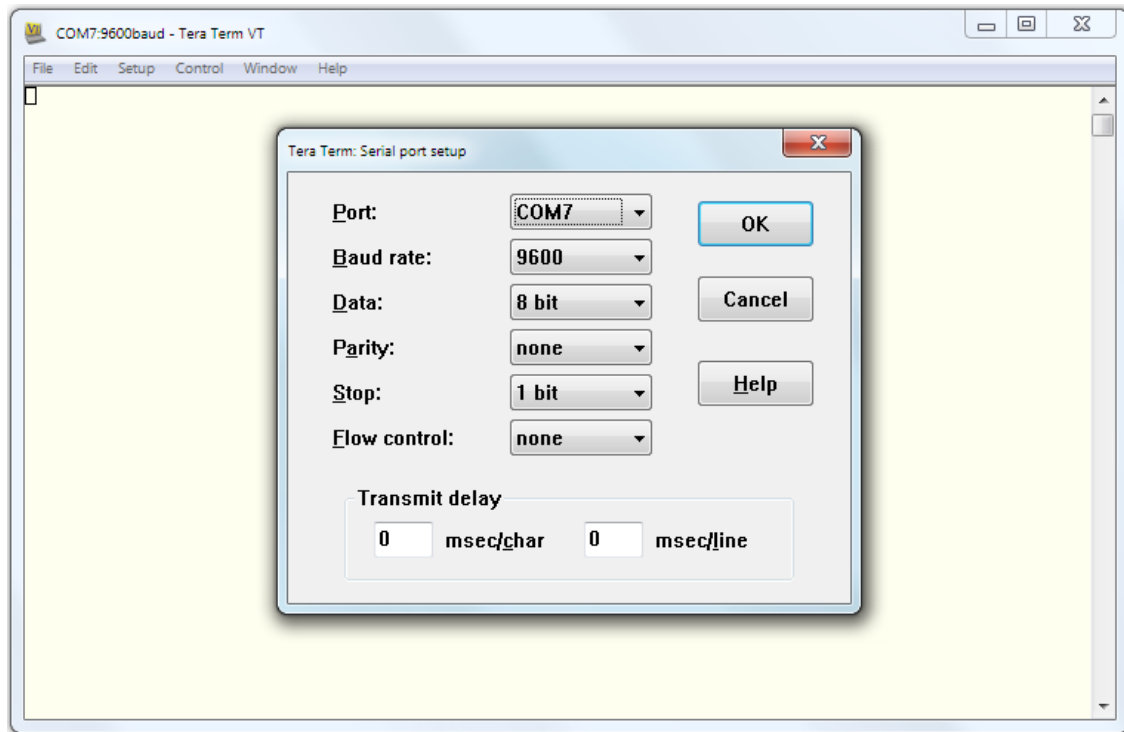 COM7:9600baud - Tera Term VT
File Edit Setup Control Window Help
Tera Term: Serial port setup
Port: COM7
OK
Baud rate: 9600
Data: 8 bit
Cancel
Parity: none
Stop: 1 bit
Help
Flow control: none
Transmit delay
0 msec/char 0 msec/line